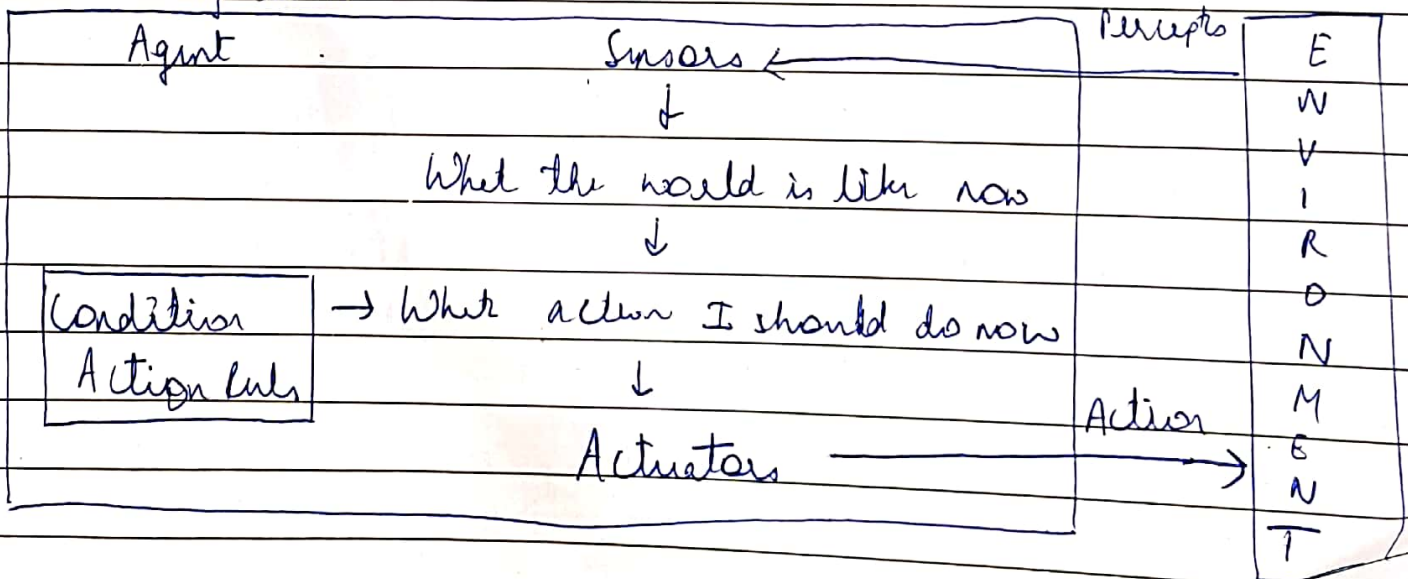 Agent Sensors Percepts
What the world is like now
Condition → What action I should do now
Action Rules
Action
Actuators
ENVIRONMENT